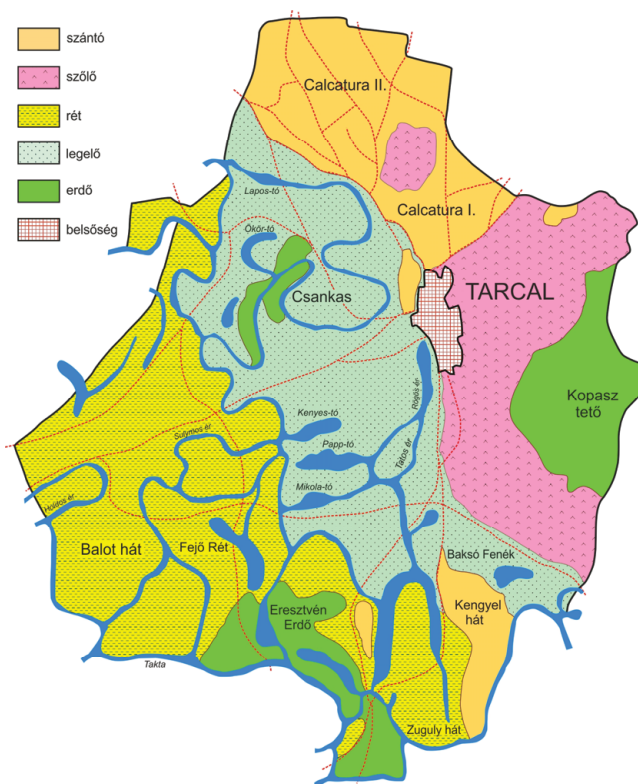 szántó
szőlő
rét
legelő
erdő
belsőség
Calcatura II.
Calcatura I.
Lapos-tó
Ökör-tó
Csankas
TARCAL
Kopasz
tető
Rögös ér
Kenyes-tó
Sulymos ér
Papp-tó
Tatos ér
Mikola-tó
Holdos ér
Balot hát
Fejő Rét
Baksó Fenék
Eresztvén
Erdő
Kengyel
hát
Takta
Zuguly hát